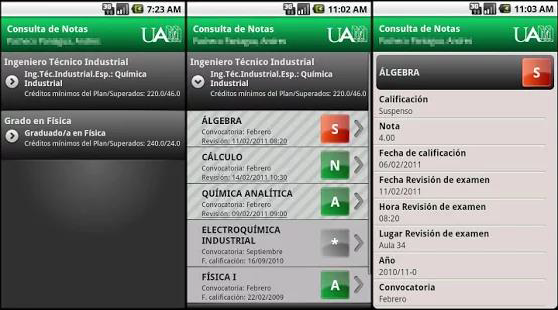 7:23 AM
Consulta de Notas
UAM
Ingeniero Técnico Industrial
Ing.Téc.Industrial.Esp.: Química
Industrial
Créditos mínimos del Plan/Superados: 220.0/46.0
Grado en Física
Graduado/a en Física
Créditos mínimos del Plan/Superados: 240.0/24.0
11:02 AM
Consulta de Notas
UAM
Ingeniero Técnico Industrial
Ing.Téc.Industrial.Esp.: Química
Industrial
Créditos mínimos del Plan/Superados: 220.0/46.0
ÁLGEBRA
Convocatoria: Febrero
Revisión: 11/02/2011 08:20
S
CÁLCULO
Convocatoria: Febrero
Revisión: 14/02/2011 10:30
N
QUÍMICA ANALÍTICA
Convocatoria: Febrero
Revisión: 09/02/2011 09:00
A
ELECTROQUÍMICA
INDUSTRIAL
Convocatoria: Septiembre
F. calificación: 16/09/2010
*
FÍSICA I
Convocatoria: Febrero
F. calificación: 22/02/2009
A
11:03 AM
Consulta de Notas
UAM
ÁLGEBRA
S
Calificación
Suspenso
Nota
4.00
Fecha de calificación
06/02/2011
Fecha Revisión de examen
11/02/2011
Hora Revisión de examen
08:20
Lugar Revisión de examen
Aula 34
Año
2010/11-0
Convocatoria
Febrero